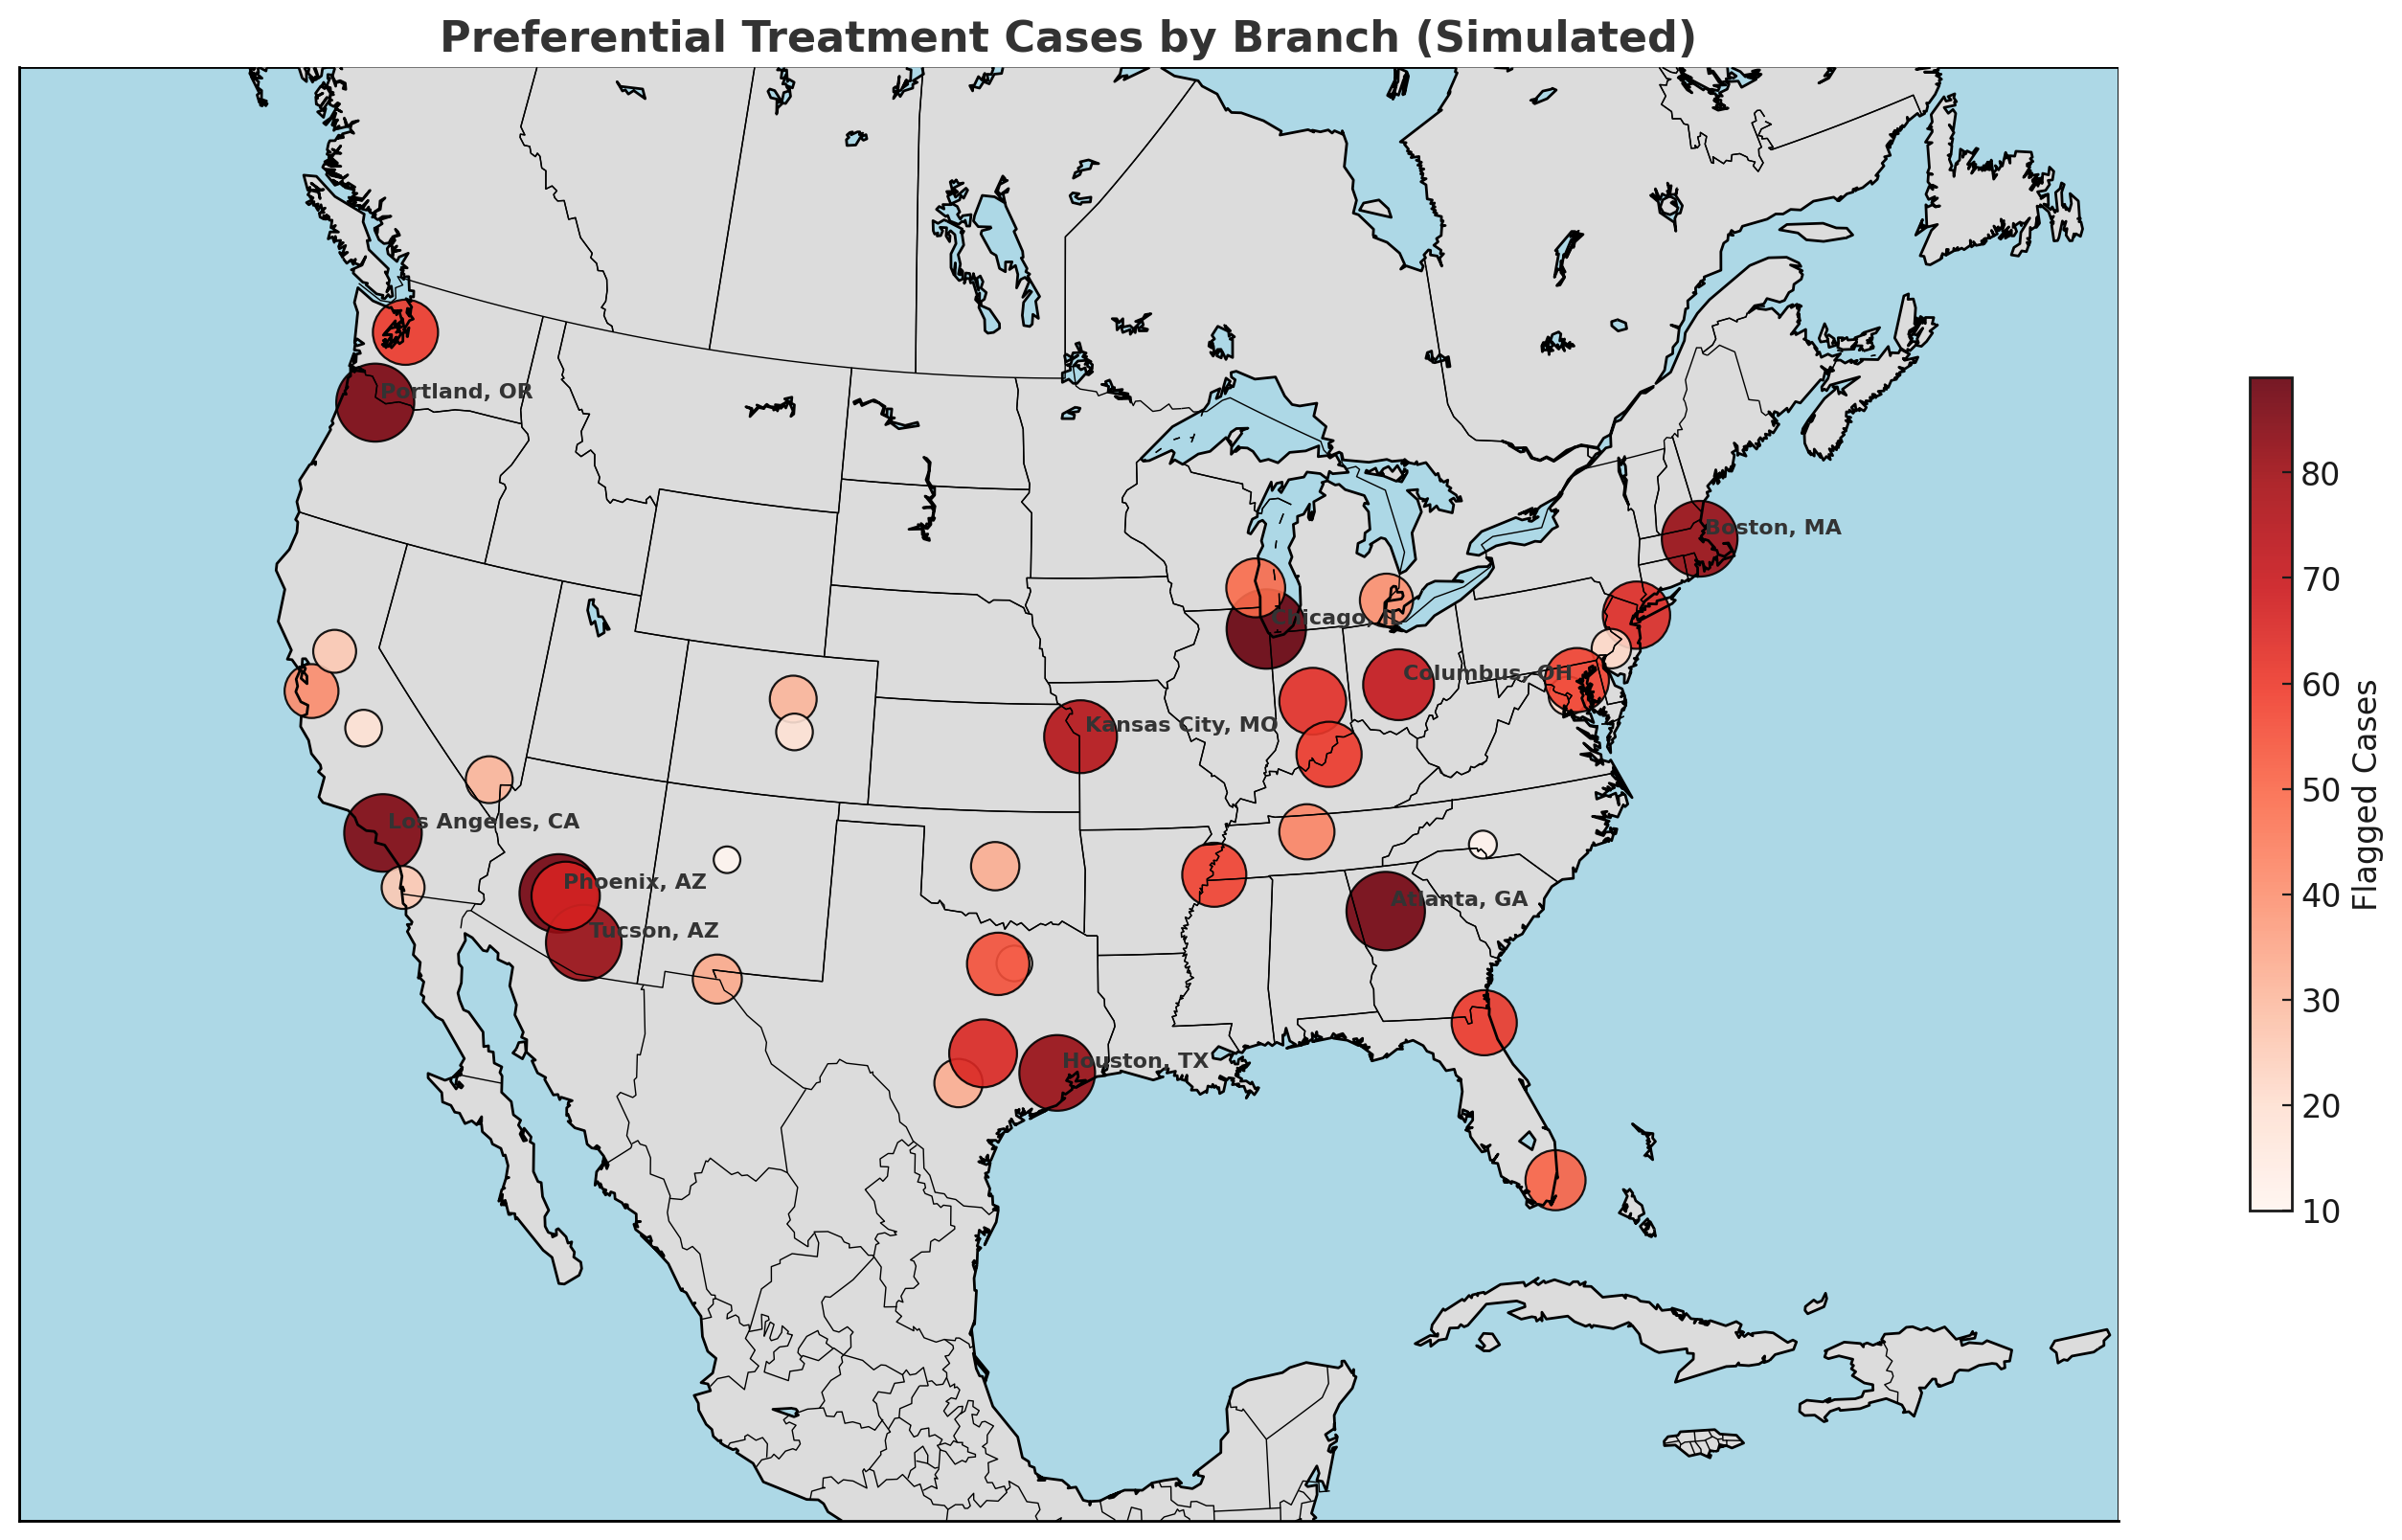 Preferential Treatment Cases by Branch (Simulated)
Portland, OR
Boston, MA
Chicago, IL
Columbus, OH
Kansas City, MO
Los Angeles, CA
Phoenix, AZ
Atlanta, GA
Tucson, AZ
Houston, TX
80
70
60
50
40
30
20
10
Flagged Cases